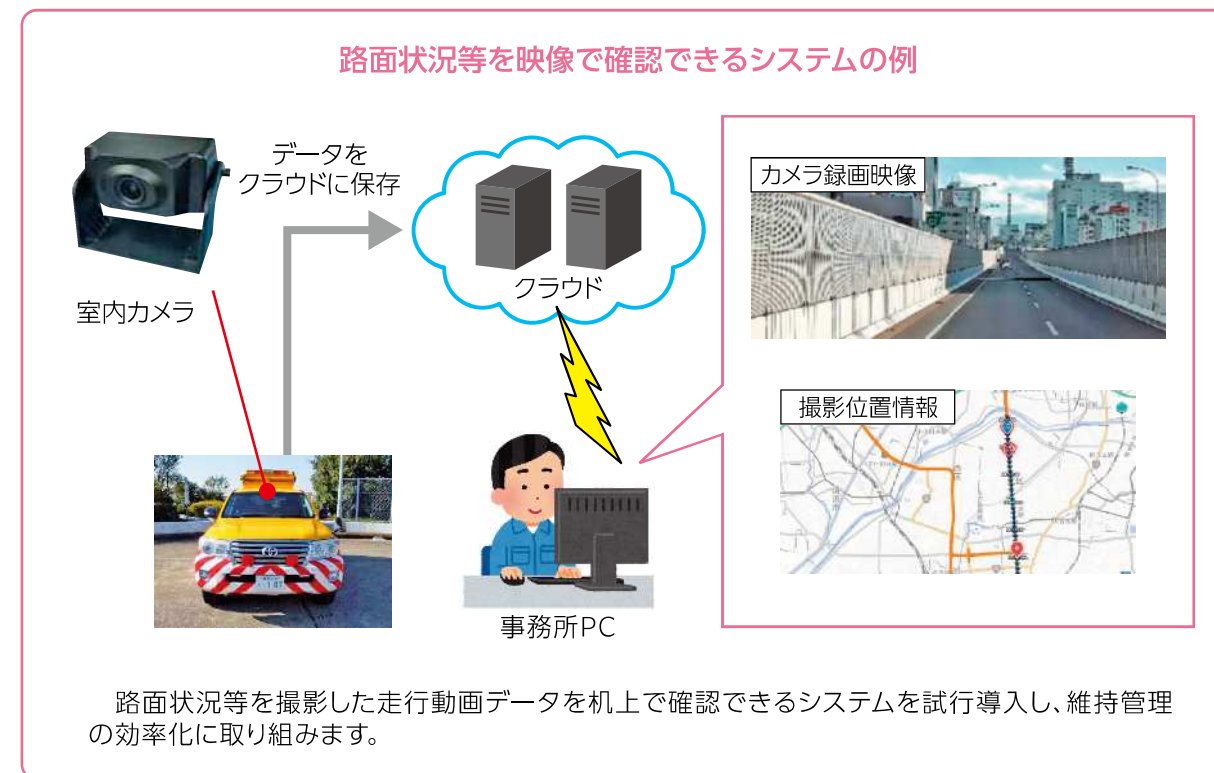 路面状況等を映像で確認できるシステムの例
データを
クラウドに保存
室内カメラ
クラウド
カメラ録画映像
撮影位置情報
事務所PC
路面状況等を撮影した走行動画データを机上で確認できるシステムを試行導入し、維持管理
の効率化に取り組みます。